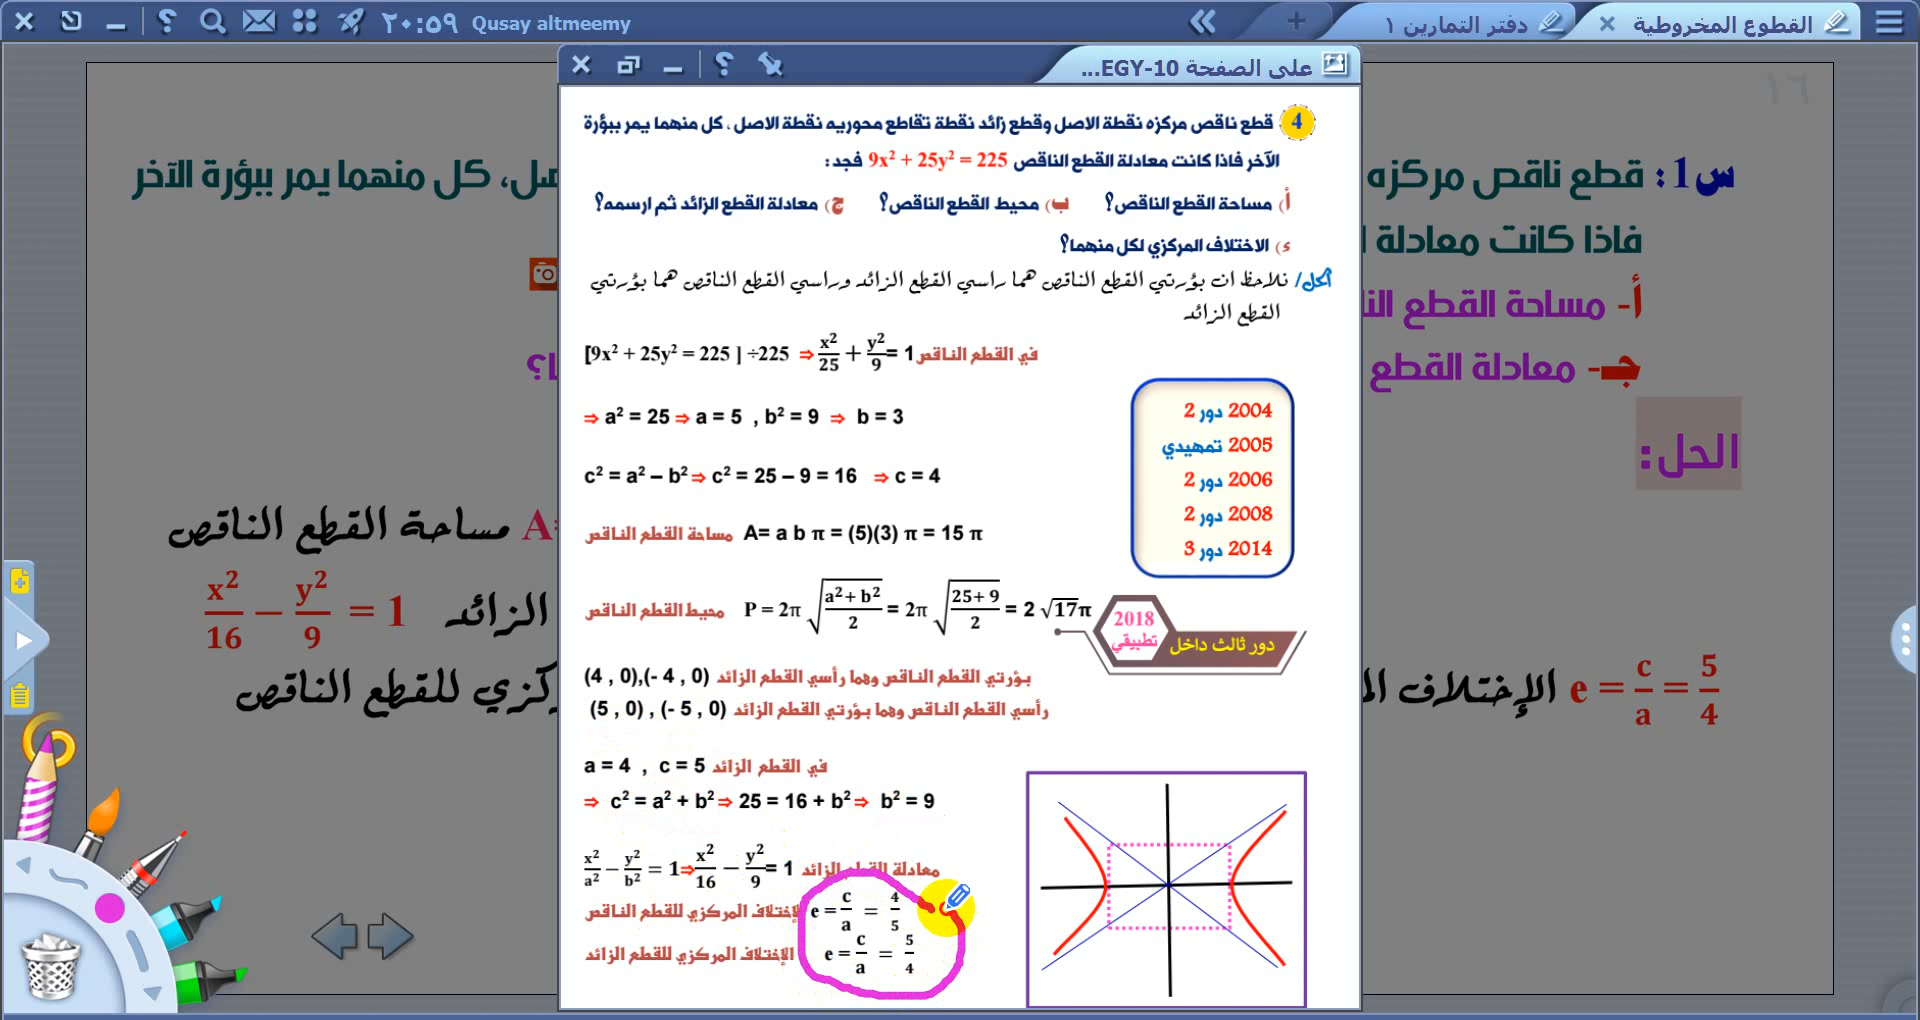 Qusay altmeemy
٢٠:٥٩
دفتر التمارين ١
القطوع المخروطية
على الصفحة EGY-10...
١٦
س1: قطع ناقص مركزه
صل، كل منهما يمر ببؤرة الآخر
فاذا كانت معادلة ا
أ- مساحة القطع النا
جـ- معادلة القطع
ا؟
الحل:
A= مساحة القطع الناقص
x²/16 − y²/9 = 1 الزائد
e = c/a = 5/4 الإختلاف الم
ركزي للقطع الناقص
4 قطع ناقص مركزه نقطة الاصل وقطع زائد نقطة تقاطع محوريه نقطة الاصل ، كل منهما يمر ببؤرة
الآخر فاذا كانت معادلة القطع الناقص 9x² + 25y² = 225 فجد:
أ) مساحة القطع الناقص؟ ب) محيط القطع الناقص؟ ج) معادلة القطع الزائد ثم ارسمه؟
ء) الاختلاف المركزي لكل منهما؟
الحل/ نلاحظ ان بؤرتي القطع الناقص هما راسي القطع الزائد وراسي القطع الناقص هما بؤرتي
القطع الزائد
[9x² + 25y² = 225 ] ÷225 ⇒ x²/25 + y²/9 = 1 في القطع الناقص
⇒ a² = 25 ⇒ a = 5 , b² = 9 ⇒ b = 3
c² = a² – b² ⇒ c² = 25 – 9 = 16 ⇒ c = 4
مساحة القطع الناقص A= a b π = (5)(3) π = 15 π
محيط القطع الناقص P = 2π √((a²+ b²)/2) = 2π √((25+ 9)/2) = 2 √17π
(4 , 0),(- 4 , 0) بؤرتي القطع الناقص وهما رأسي القطع الزائد
(5 , 0) , (- 5 , 0) رأسي القطع الناقص وهما بؤرتي القطع الزائد
a = 4 , c = 5 في القطع الزائد
⇒ c² = a² + b² ⇒ 25 = 16 + b² ⇒ b² = 9
x²/a² − y²/b² = 1 ⇒ x²/16 − y²/9 = 1 معادلة القطع الزائد
الإختلاف المركزي للقطع الناقص e = c/a = 4/5
الإختلاف المركزي للقطع الزائد e = c/a = 5/4
2004 دور 2
2005 تمهيدي
2006 دور 2
2008 دور 2
2014 دور 3
2018
تطبيقي
دور ثالث داخل